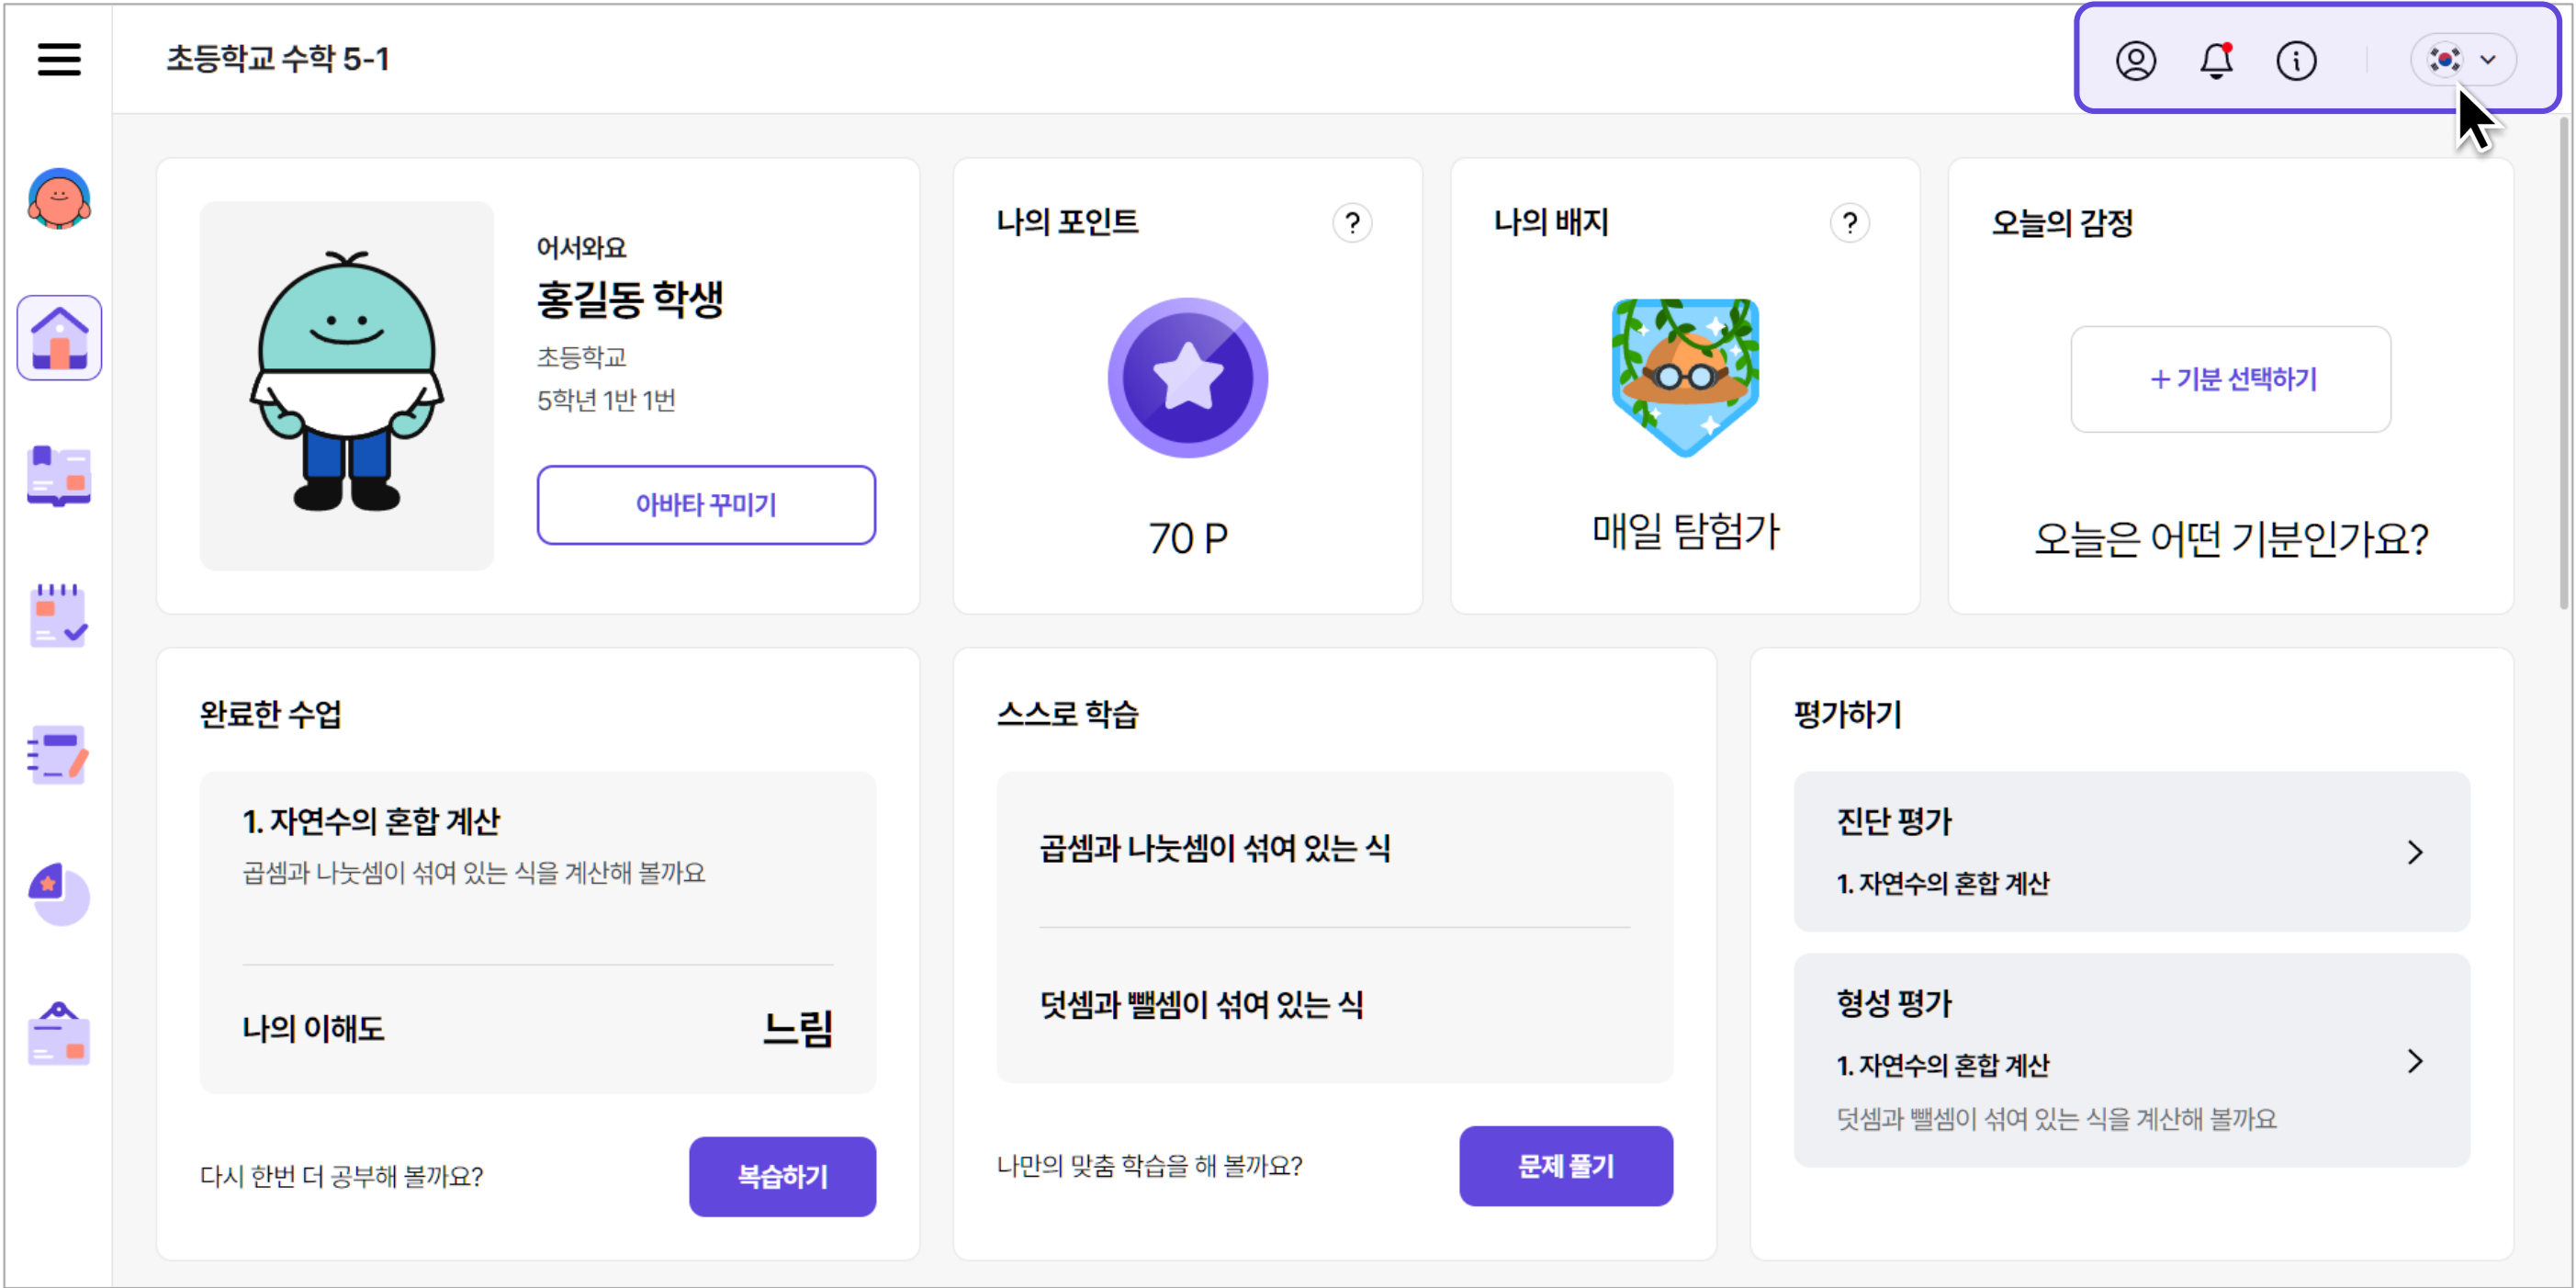 초등학교 수학 5-1
어서와요
홍길동 학생
초등학교
5학년 1반 1번
아바타 꾸미기
나의 포인트
?
70 P
나의 배지
?
매일 탐험가
오늘의 감정
+ 기분 선택하기
오늘은 어떤 기분인가요?
완료한 수업
1. 자연수의 혼합 계산
곱셈과 나눗셈이 섞여 있는 식을 계산해 볼까요
나의 이해도
느림
다시 한번 더 공부해 볼까요?
복습하기
스스로 학습
곱셈과 나눗셈이 섞여 있는 식
덧셈과 뺄셈이 섞여 있는 식
나만의 맞춤 학습을 해 볼까요?
문제 풀기
평가하기
진단 평가
1. 자연수의 혼합 계산
형성 평가
1. 자연수의 혼합 계산
덧셈과 뺄셈이 섞여 있는 식을 계산해 볼까요